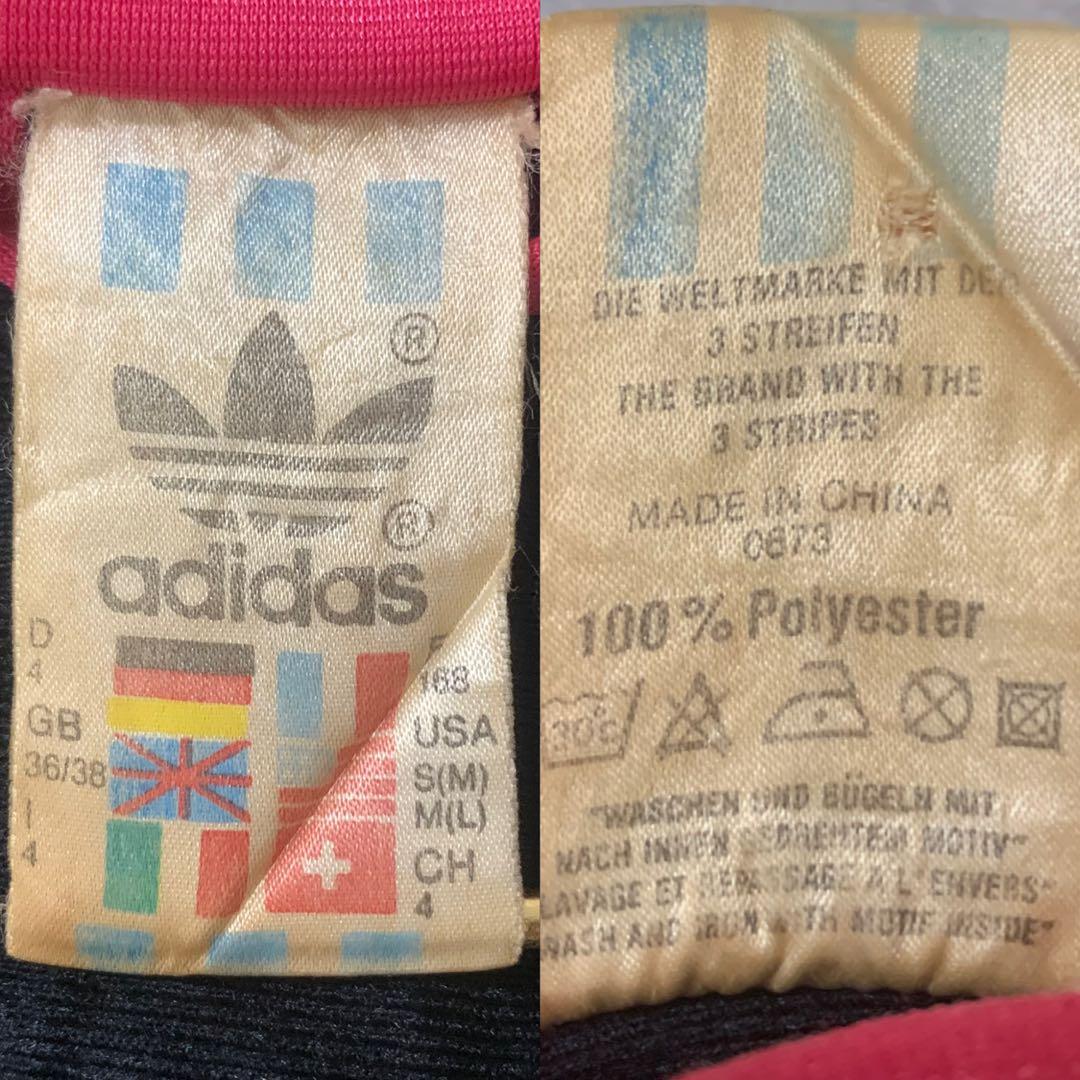 ®
®
adidas
D
4
GB
36/38
I
4
168
USA
S(M)
M(L)
CH
4
DIE WELTMARKE MIT DEN
3 STREIFEN
THE BRAND WITH THE
3 STRIPES
MADE IN CHINA
0673
100% Polyester
30c
"WASCHEN UND BÜGELN MIT
NACH INNEN GEDREHTEM MOTIV"
LAVAGE ET REPASSAGE A L'ENVERS"
WASH AND IRON WITH MOTIF INSIDE"